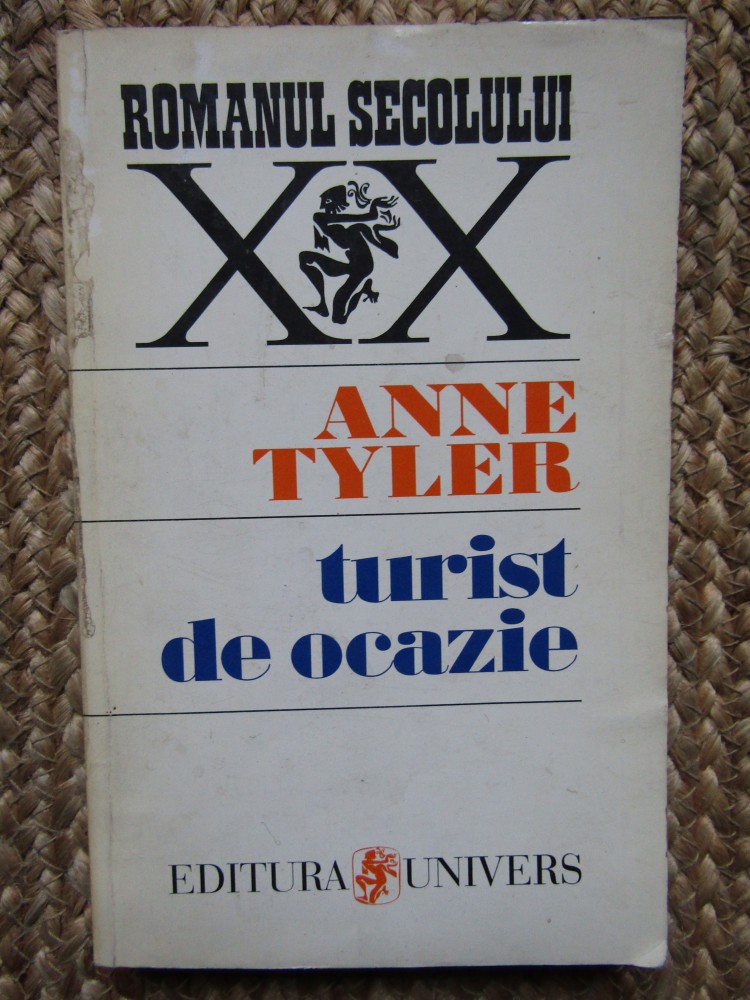 ROMANUL SECOLULUI
XX
ANNE
TYLER
turist
de ocazie
EDITURA UNIVERS